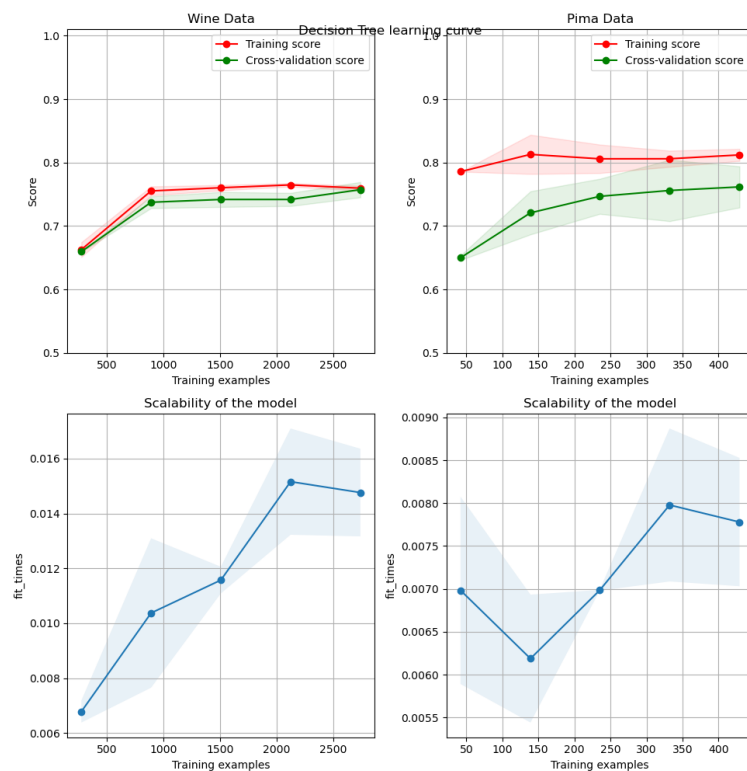 Decision Tree learning curve
Wine Data
Training score
Cross-validation score
Score
1.0
0.9
0.8
0.7
0.6
0.5
500 1000 1500 2000 2500
Training examples
Pima Data
Training score
Cross-validation score
Score
1.0
0.9
0.8
0.7
0.6
0.5
50 100 150 200 250 300 350 400
Training examples
Scalability of the model
fit_times
0.016
0.014
0.012
0.010
0.008
0.006
500 1000 1500 2000 2500
Training examples
Scalability of the model
fit_times
0.0090
0.0085
0.0080
0.0075
0.0070
0.0065
0.0060
0.0055
50 100 150 200 250 300 350 400
Training examples